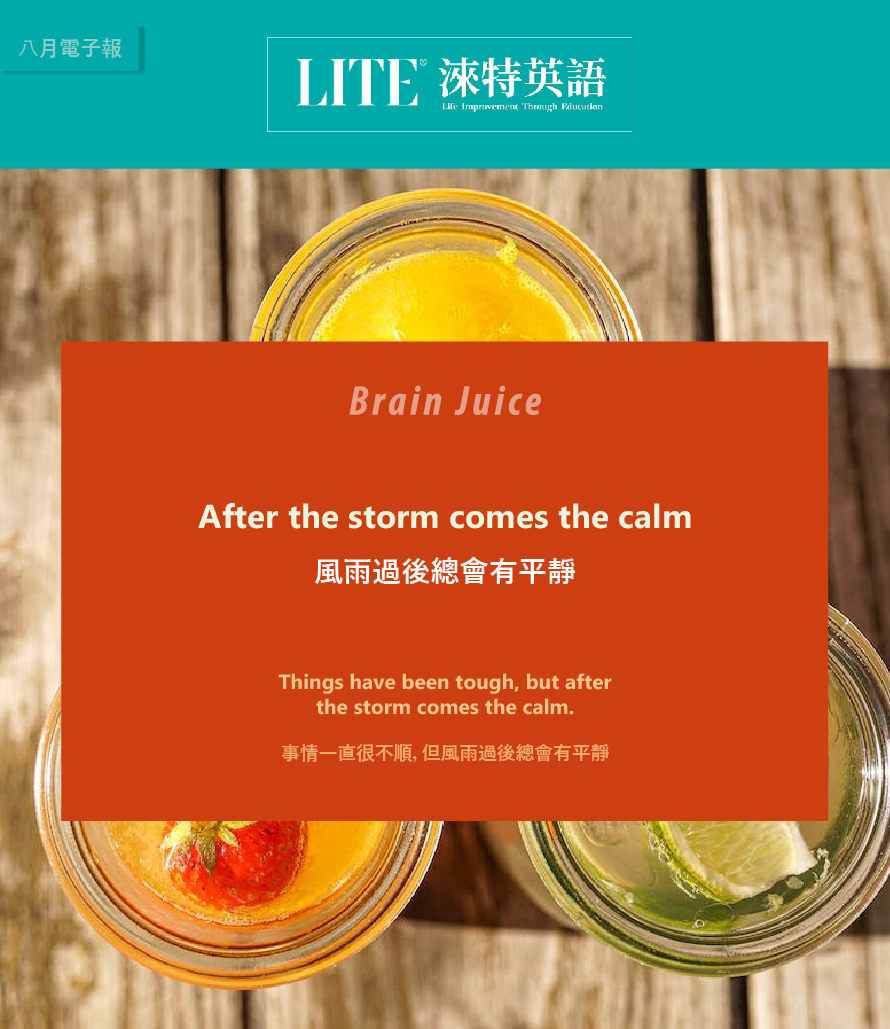 八月電子報
LITE® 淶特英語
Life Improvement Through Education
Brain Juice
After the storm comes the calm
風雨過後總會有平靜
Things have been tough, but after
the storm comes the calm.
事情一直很不順, 但風雨過後總會有平靜